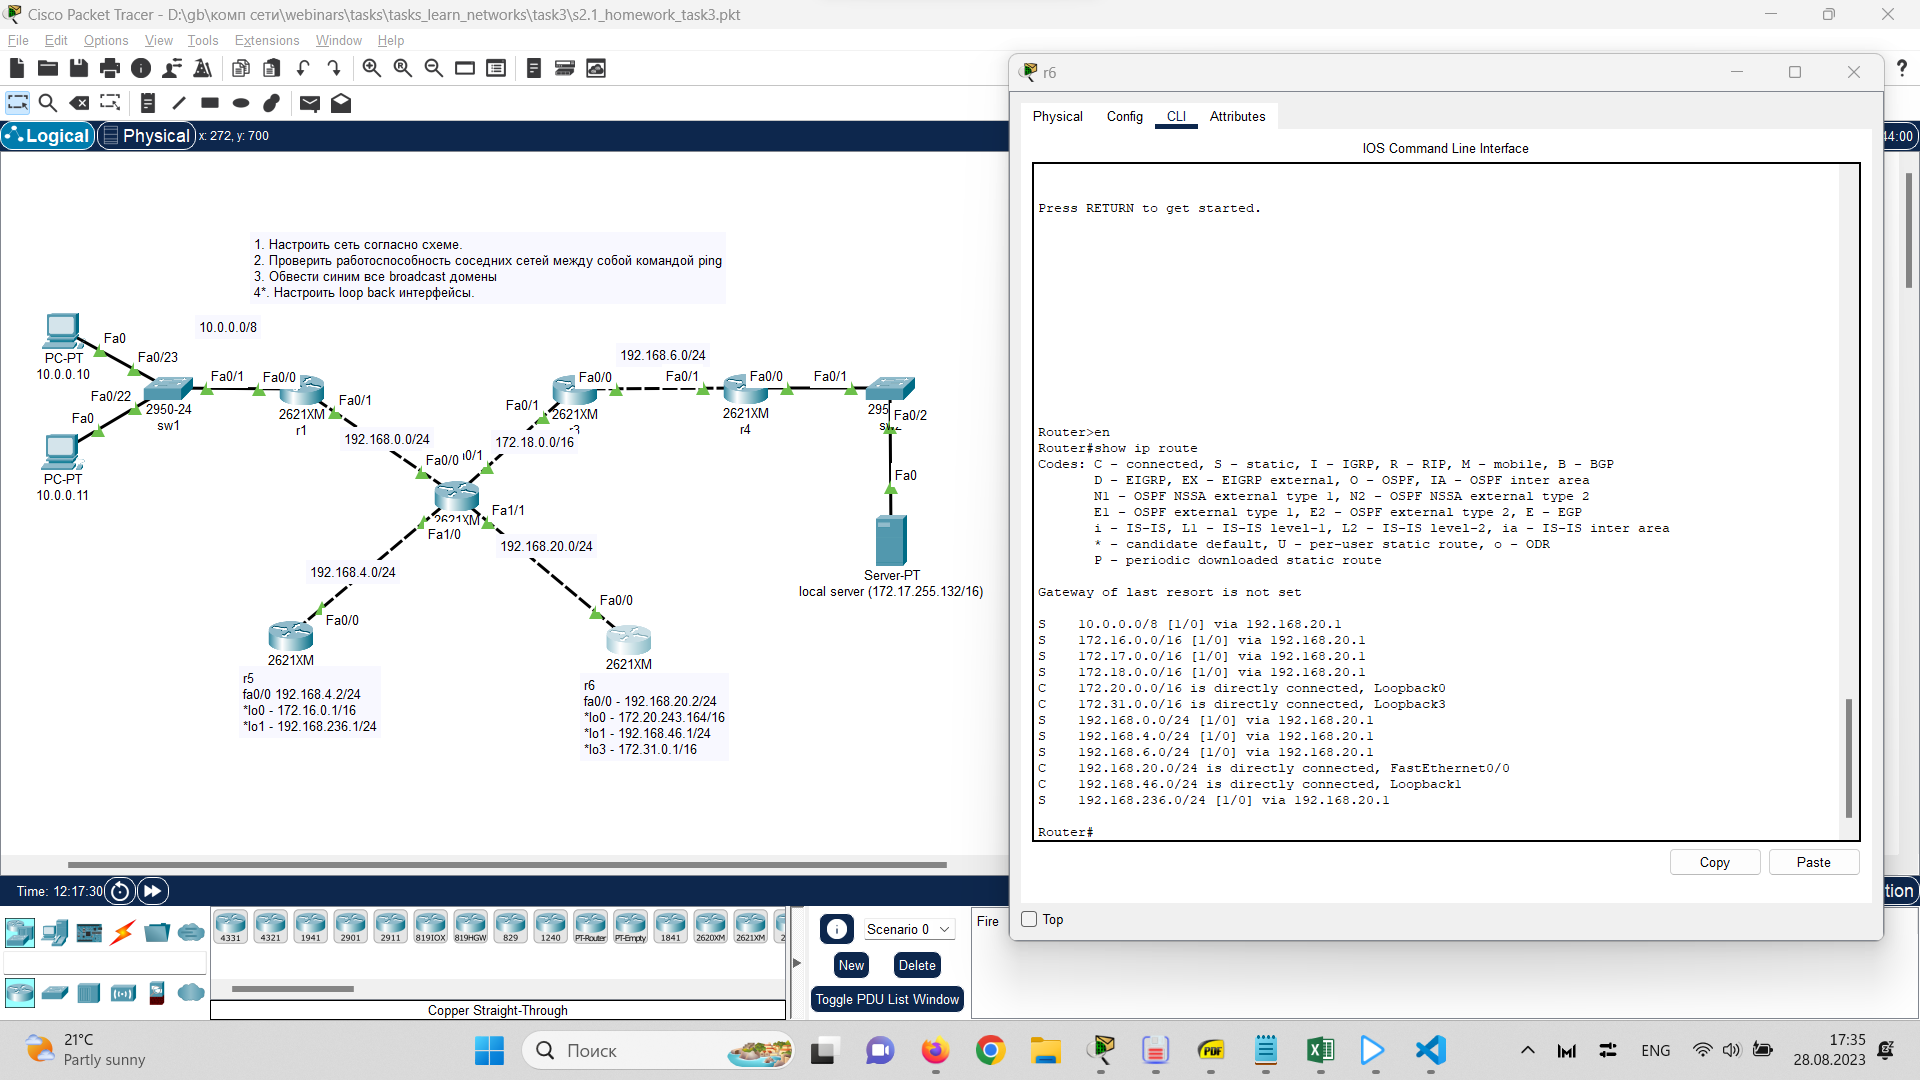 Cisco Packet Tracer - D:\gb\комп сети\webinars\tasks\tasks_learn_networks\task3\s2.1_homework_task3.pkt
File Edit Options View Tools Extensions Window Help
Logical Physical x: 272, y: 700
44:00
1. Настроить сеть согласно схеме.
2. Проверить работоспособность соседних сетей между собой командой ping
3. Обвести синим все broadcast домены
4*. Настроить loop back интерфейсы.
10.0.0.0/8
Fa0
PC-PT
10.0.0.10
Fa0/23
Fa0/22
Fa0
PC-PT
10.0.0.11
Fa0/1
2950-24
sw1
Fa0/0
2621XM
r1
Fa0/1
192.168.0.0/24
192.168.6.0/24
Fa0/0
Fa0/1
2621XM
r3
172.18.0.0/16
Fa0/1
Fa0/0
2621XM
r4
Fa0/1
Fa0/2
Fa0
Server-PT
local server (172.17.255.132/16)
Fa0/0
2621XM
Fa1/1
Fa1/0
192.168.20.0/24
192.168.4.0/24
Fa0/0
2621XM
r5
fa0/0 192.168.4.2/24
*lo0 - 172.16.0.1/16
*lo1 - 192.168.236.1/24
Fa0/0
2621XM
r6
fa0/0 - 192.168.20.2/24
*lo0 - 172.20.243.164/16
*lo1 - 192.168.46.1/24
*lo3 - 172.31.0.1/16
r6
Physical Config CLI Attributes
IOS Command Line Interface
Press RETURN to get started.
Router>en
Router#show ip route
Codes: C - connected, S - static, I - IGRP, R - RIP, M - mobile, B - BGP
D - EIGRP, EX - EIGRP external, O - OSPF, IA - OSPF inter area
N1 - OSPF NSSA external type 1, N2 - OSPF NSSA external type 2
E1 - OSPF external type 1, E2 - OSPF external type 2, E - EGP
i - IS-IS, L1 - IS-IS level-1, L2 - IS-IS level-2, ia - IS-IS inter area
* - candidate default, U - per-user static route, o - ODR
P - periodic downloaded static route
Gateway of last resort is not set
S 10.0.0.0/8 [1/0] via 192.168.20.1
S 172.16.0.0/16 [1/0] via 192.168.20.1
S 172.17.0.0/16 [1/0] via 192.168.20.1
S 172.18.0.0/16 [1/0] via 192.168.20.1
C 172.20.0.0/16 is directly connected, Loopback0
C 172.31.0.0/16 is directly connected, Loopback3
S 192.168.0.0/24 [1/0] via 192.168.20.1
S 192.168.4.0/24 [1/0] via 192.168.20.1
S 192.168.6.0/24 [1/0] via 192.168.20.1
C 192.168.20.0/24 is directly connected, FastEthernet0/0
C 192.168.46.0/24 is directly connected, Loopback1
S 192.168.236.0/24 [1/0] via 192.168.20.1
Router#
Copy Paste
Top
Time: 12:17:30
4331 4321 1941 2901 2911 819IOX 819HGW 829 1240 PT-Router PT-Empty 1841 2620XM 2621XM
Copper Straight-Through
Scenario 0
New Delete
Toggle PDU List Window
Fire
21°C
Partly sunny
Поиск
PDF
ENG
17:35
28.08.2023